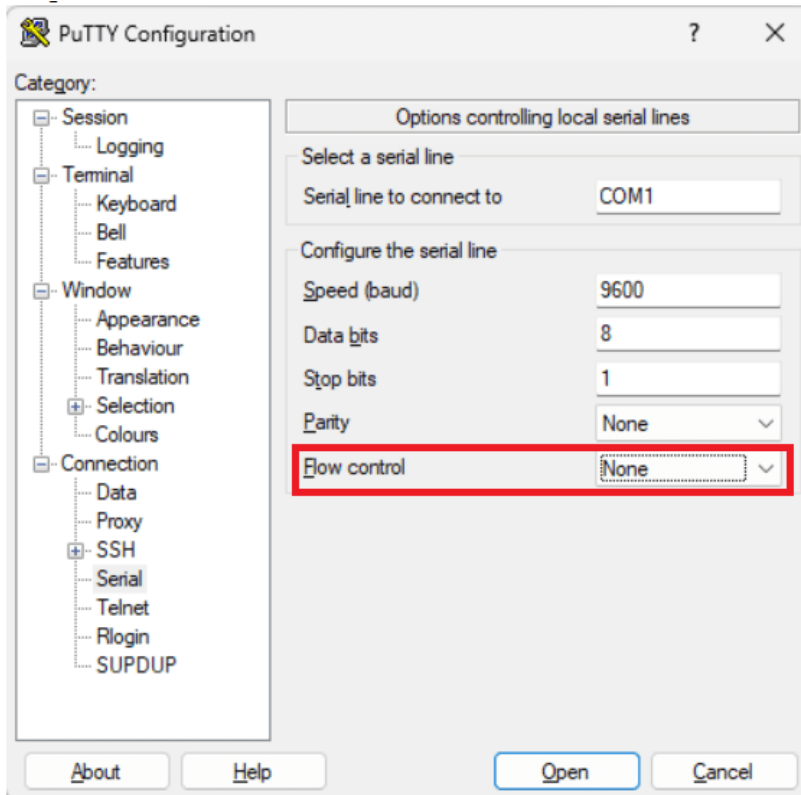 PuTTY Configuration ? ×
Category:
Session
Logging
Terminal
Keyboard
Bell
Features
Window
Appearance
Behaviour
Translation
Selection
Colours
Connection
Data
Proxy
SSH
Serial
Telnet
Rlogin
SUPDUP
Options controlling local serial lines
Select a serial line
Serial line to connect to COM1
Configure the serial line
Speed (baud) 9600
Data bits 8
Stop bits 1
Parity None
Flow control None
About Help Open Cancel